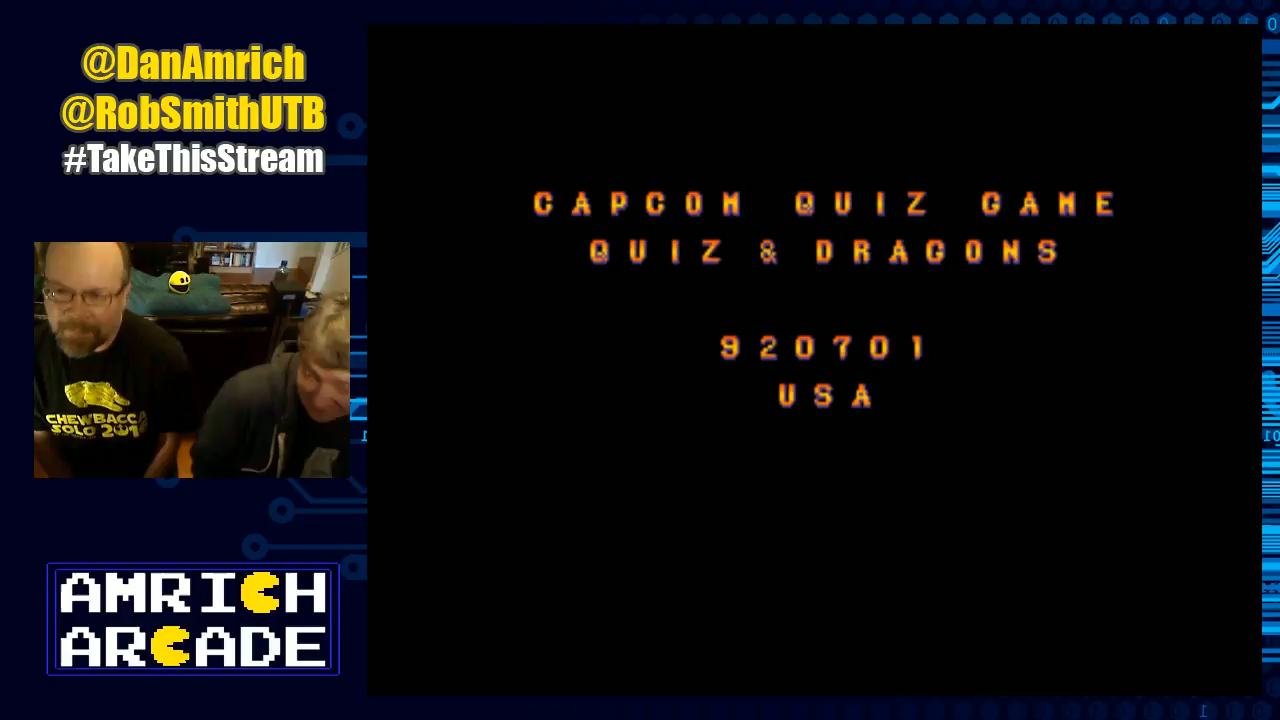 @DanAmrich
@RobSmithUTB
#TakeThisStream
CAPCOM QUIZ GAME
QUIZ & DRAGONS
920701
USA
CHEWBACCA
SOLO
AMRICH
ARCADE